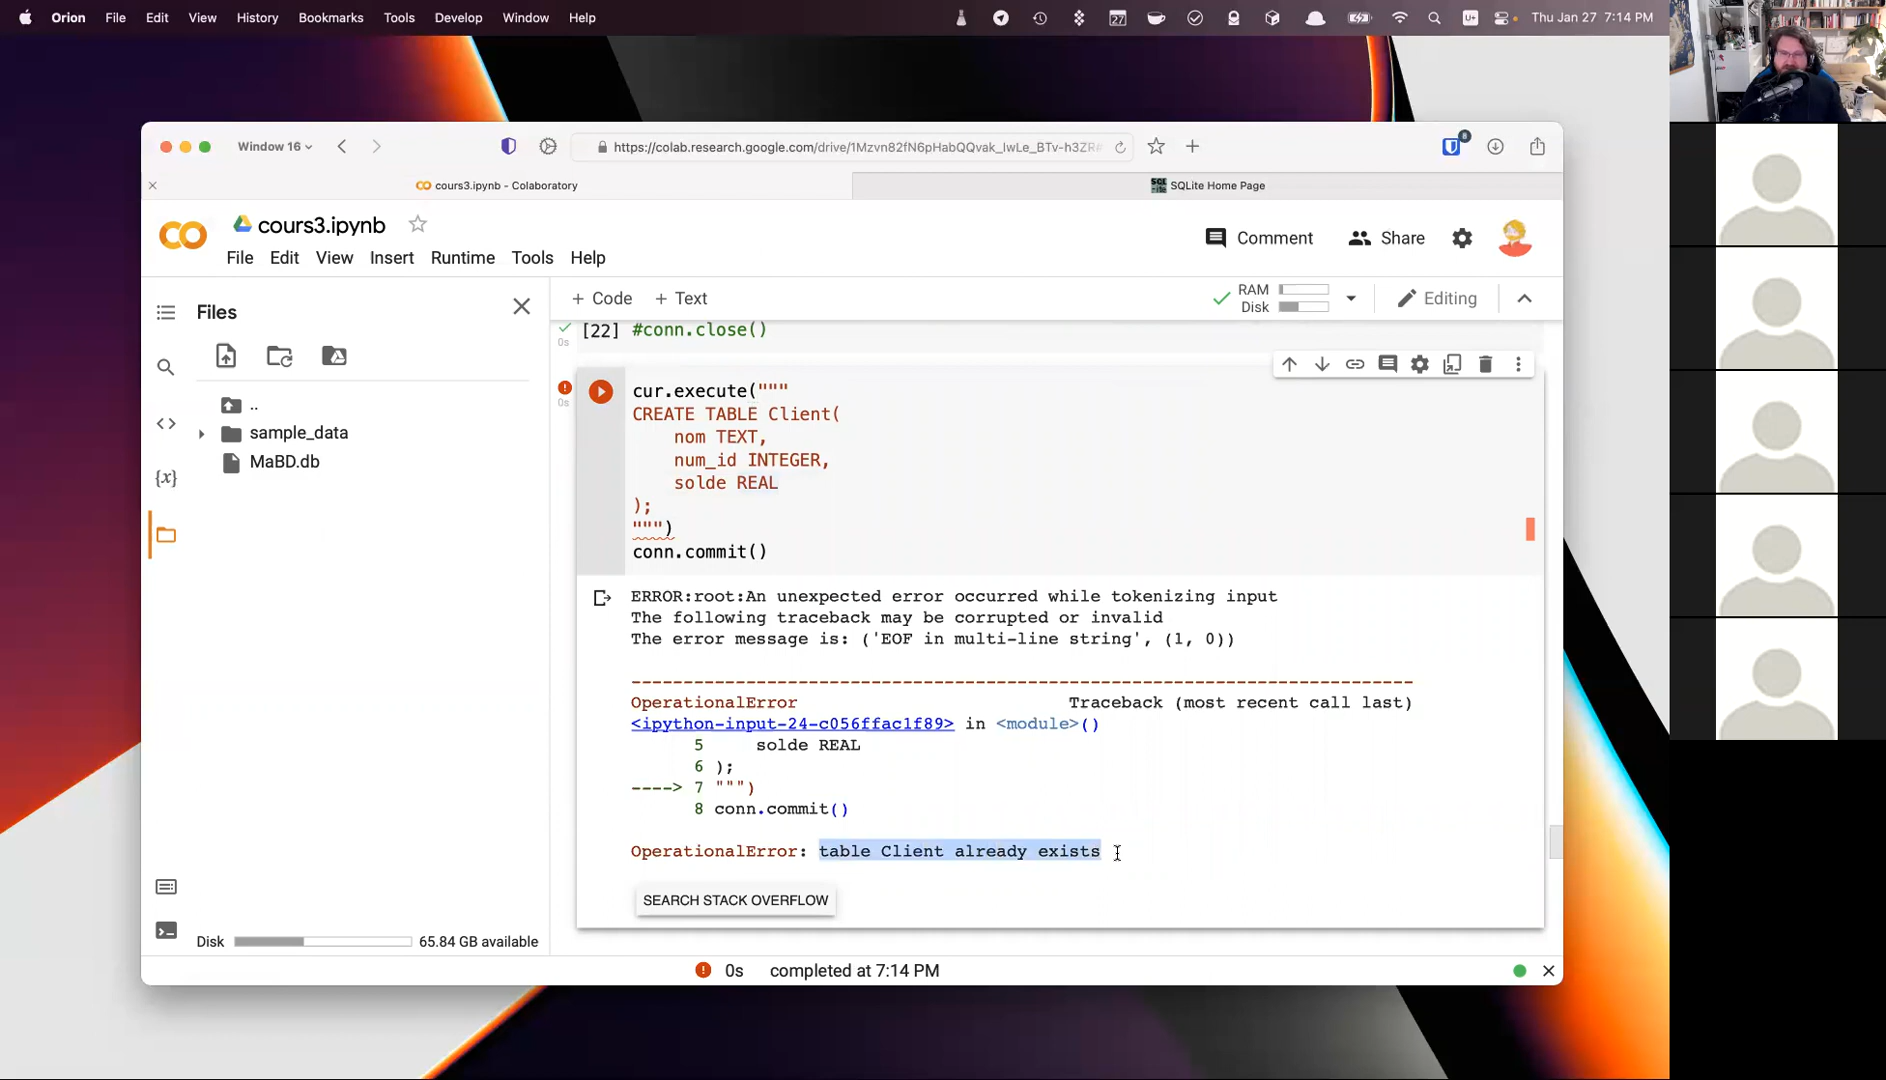 Orion File Edit View History Bookmarks Tools Develop Window Help
27
U+
Thu Jan 27 7:14 PM
Window 16
https://colab.research.google.com/drive/1Mzvn82fN6pHabQQvak_lwLe_BTv-h3ZR
8
cours3.ipynb - Colaboratory
SQLite Home Page
cours3.ipynb
Comment
Share
File Edit View Insert Runtime Tools Help
Files
+ Code + Text
RAM
Disk
Editing
[22] #conn.close()
0s
..
sample_data
MaBD.db
{x}
0s
cur.execute("""
CREATE TABLE Client(
nom TEXT,
num_id INTEGER,
solde REAL
);
""")
conn.commit()
ERROR:root:An unexpected error occurred while tokenizing input
The following traceback may be corrupted or invalid
The error message is: ('EOF in multi-line string', (1, 0))
---------------------------------------------------------------------------
OperationalError Traceback (most recent call last)
<ipython-input-24-c056ffac1f89> in <module>()
5 solde REAL
6 );
----> 7 """)
8 conn.commit()
OperationalError: table Client already exists
SEARCH STACK OVERFLOW
Disk 65.84 GB available
0s completed at 7:14 PM